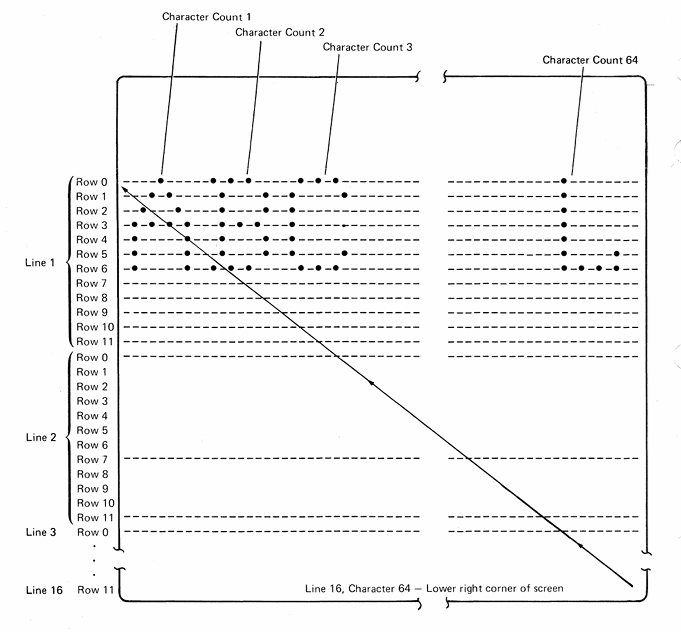 Character Count 1
Character Count 2
Character Count 3
Character Count 64
Line 1
Row 0
Row 1
Row 2
Row 3
Row 4
Row 5
Row 6
Row 7
Row 8
Row 9
Row 10
Row 11
Line 2
Row 0
Row 1
Row 2
Row 3
Row 4
Row 5
Row 6
Row 7
Row 8
Row 9
Row 10
Row 11
Line 3 Row 0
Line 16 Row 11 Line 16, Character 64 — Lower right corner of screen